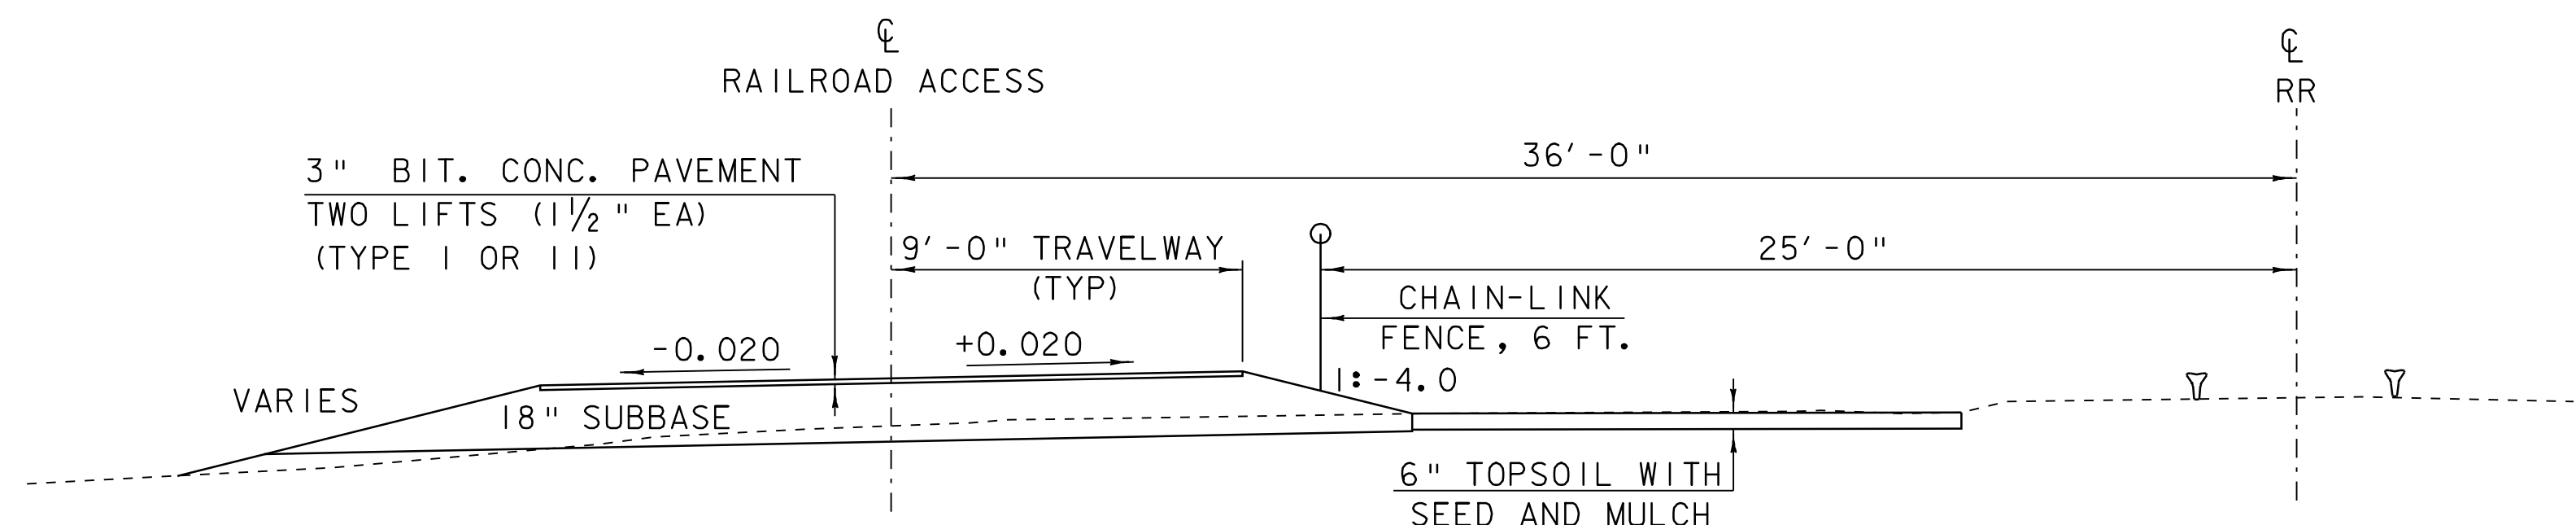 ℄
RAILROAD ACCESS
℄
RR
36'-0"
3" BIT. CONC. PAVEMENT
TWO LIFTS (1½" EA)
(TYPE I OR II)
9'-0" TRAVELWAY
(TYP)
25'-0"
CHAIN-LINK
FENCE, 6 FT.
-0.020
+0.020
1:-4.0
VARIES
18" SUBBASE
6" TOPSOIL WITH
SEED AND MULCH